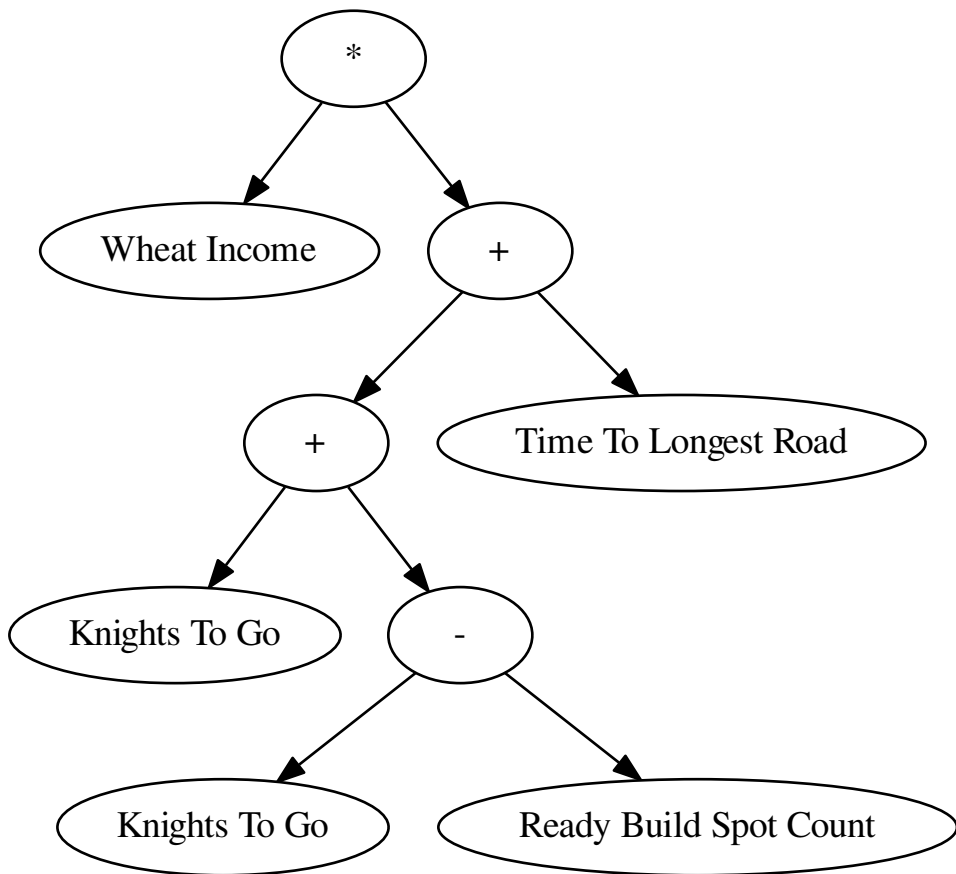 *
Wheat Income
+
+
Time To Longest Road
Knights To Go
-
Knights To Go
Ready Build Spot Count